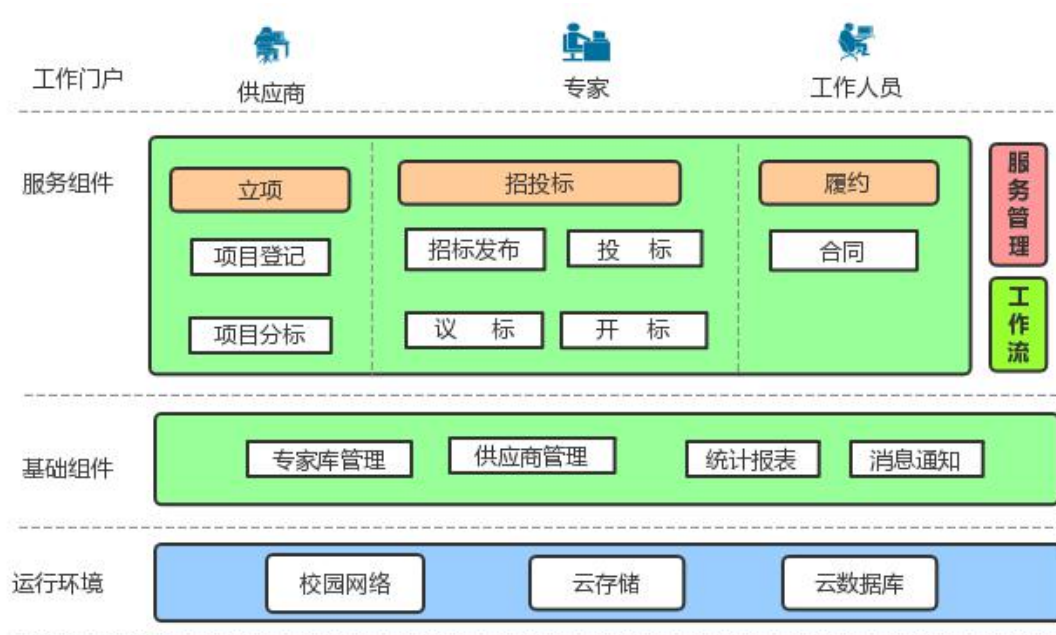 工作门户
供应商
专家
工作人员
服务组件
立项
招投标
履约
项目登记
招标发布
投 标
合同
项目分标
议 标
开 标
服务管理
工作流
基础组件
专家库管理
供应商管理
统计报表
消息通知
运行环境
校园网络
云存储
云数据库